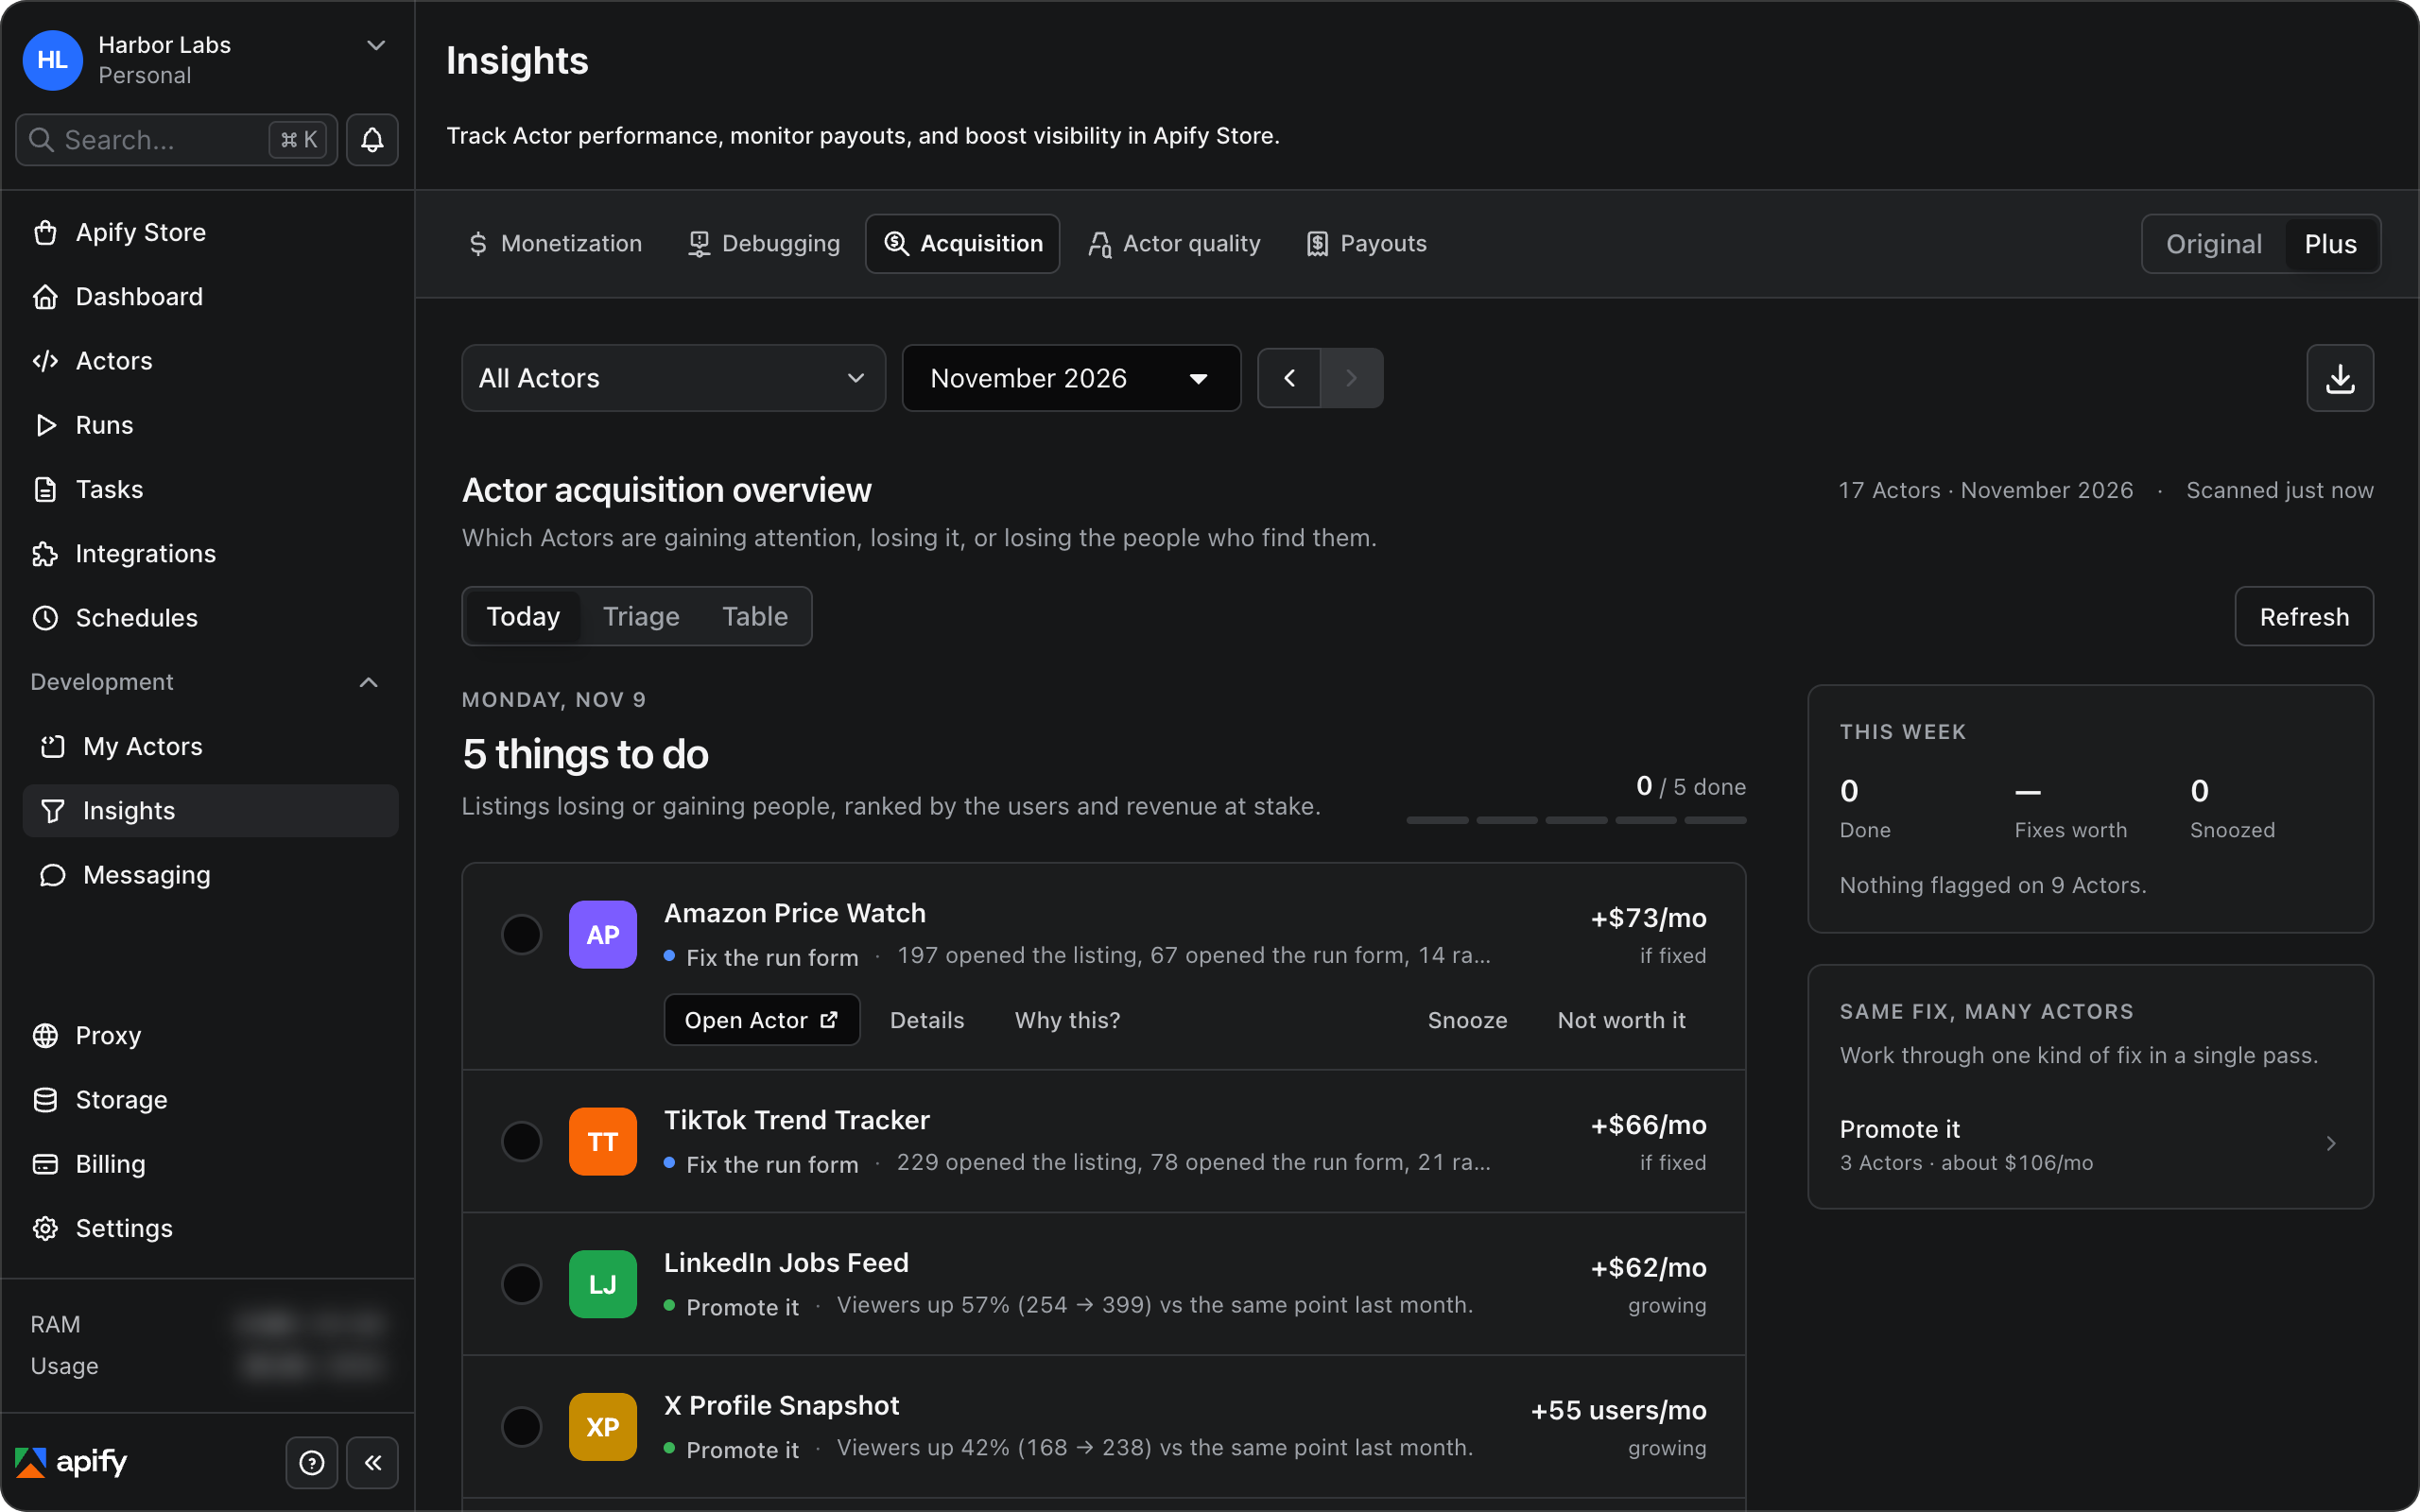 HL
Harbor Labs
Personal
Search...
⌘ K
Apify Store
Dashboard
Actors
Runs
Tasks
Integrations
Schedules
Development
My Actors
Insights
Messaging
Proxy
Storage
Billing
Settings
RAM
Usage
apify
Insights
Track Actor performance, monitor payouts, and boost visibility in Apify Store.
Monetization
Debugging
Acquisition
Actor quality
Payouts
Original
Plus
All Actors
November 2026
Actor acquisition overview
17 Actors · November 2026 · Scanned just now
Which Actors are gaining attention, losing it, or losing the people who find them.
Today
Triage
Table
Refresh
MONDAY, NOV 9
5 things to do
Listings losing or gaining people, ranked by the users and revenue at stake.
0 / 5 done
AP
Amazon Price Watch
Fix the run form · 197 opened the listing, 67 opened the run form, 14 ra...
+$73/mo
if fixed
Open Actor
Details
Why this?
Snooze
Not worth it
TT
TikTok Trend Tracker
Fix the run form · 229 opened the listing, 78 opened the run form, 21 ra...
+$66/mo
if fixed
LJ
LinkedIn Jobs Feed
Promote it · Viewers up 57% (254 → 399) vs the same point last month.
+$62/mo
growing
XP
X Profile Snapshot
Promote it · Viewers up 42% (168 → 238) vs the same point last month.
+55 users/mo
growing
THIS WEEK
0
Done
—
Fixes worth
0
Snoozed
Nothing flagged on 9 Actors.
SAME FIX, MANY ACTORS
Work through one kind of fix in a single pass.
Promote it
3 Actors · about $106/mo